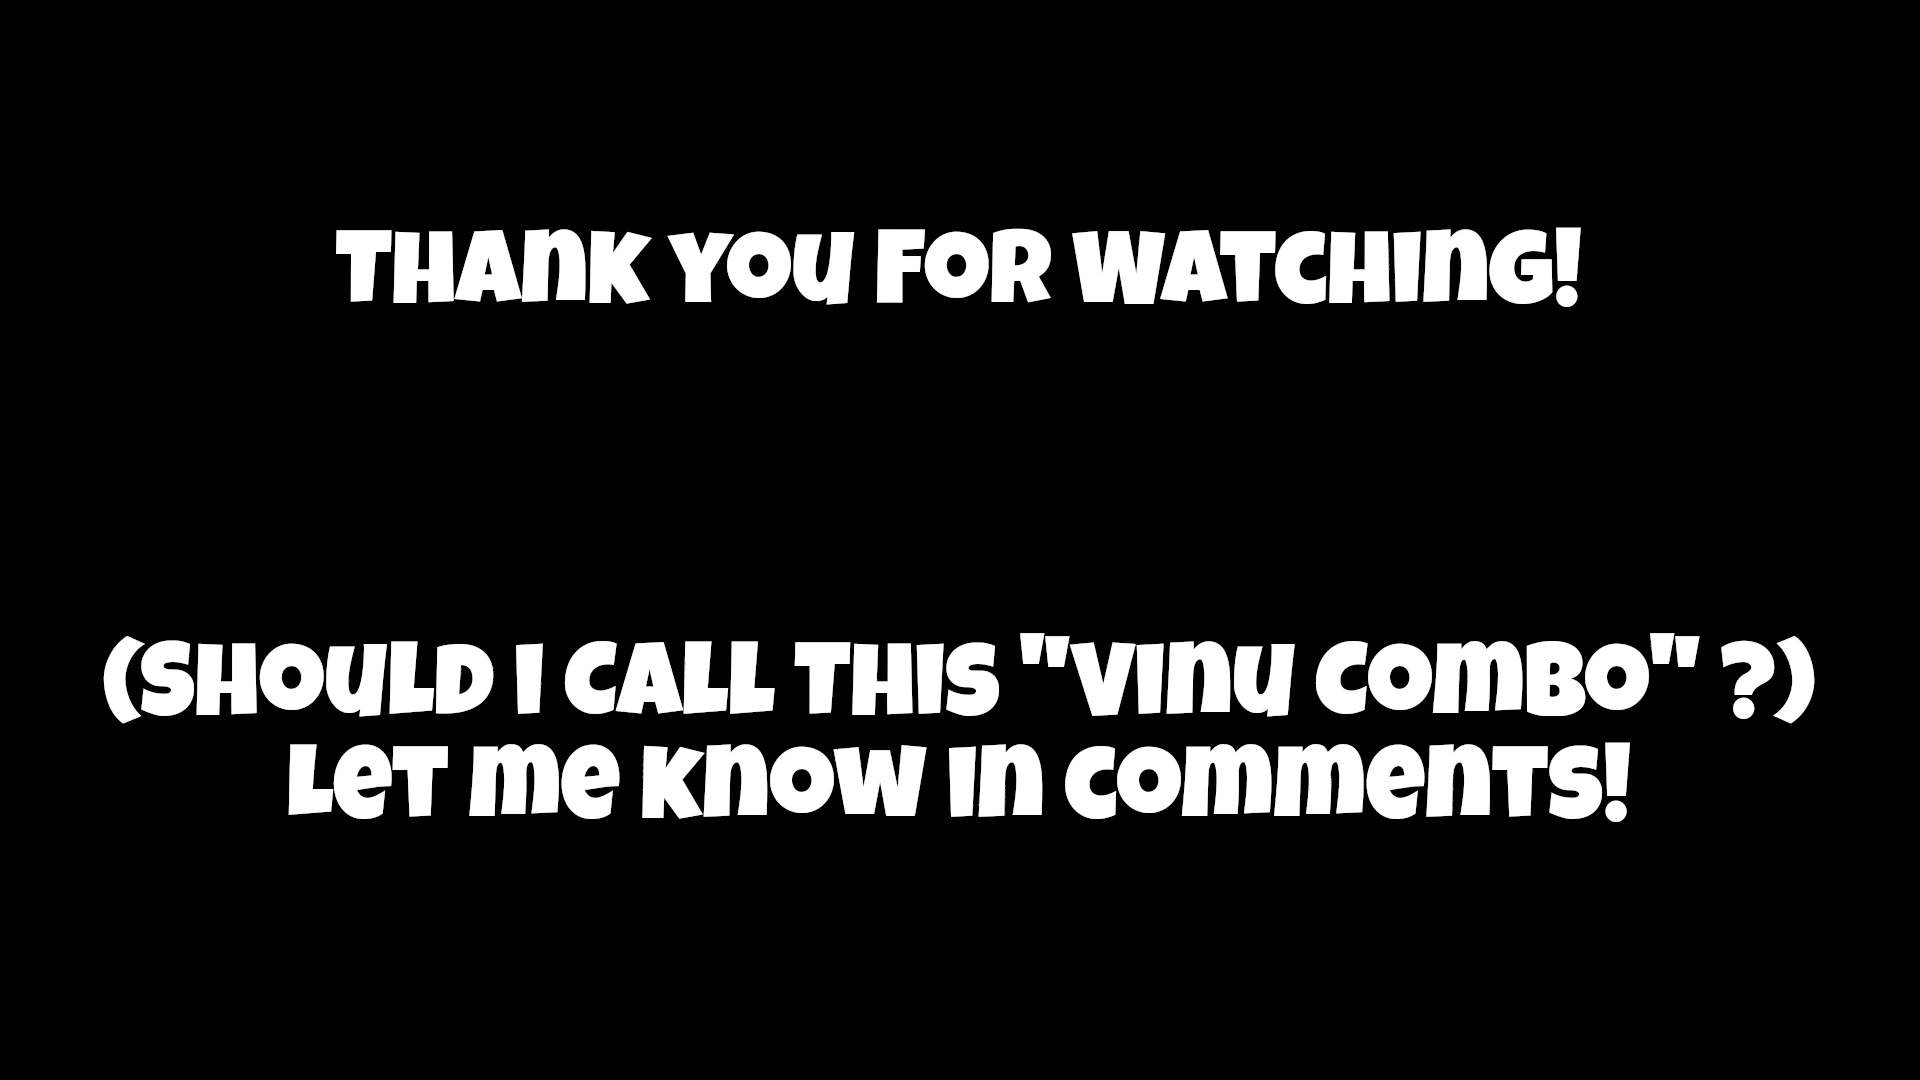 THANK YOU FOR WATCHING!
(SHOULD I CALL THIS "VINU COMBO" ?)
LET ME KNOW IN COMMENTS!